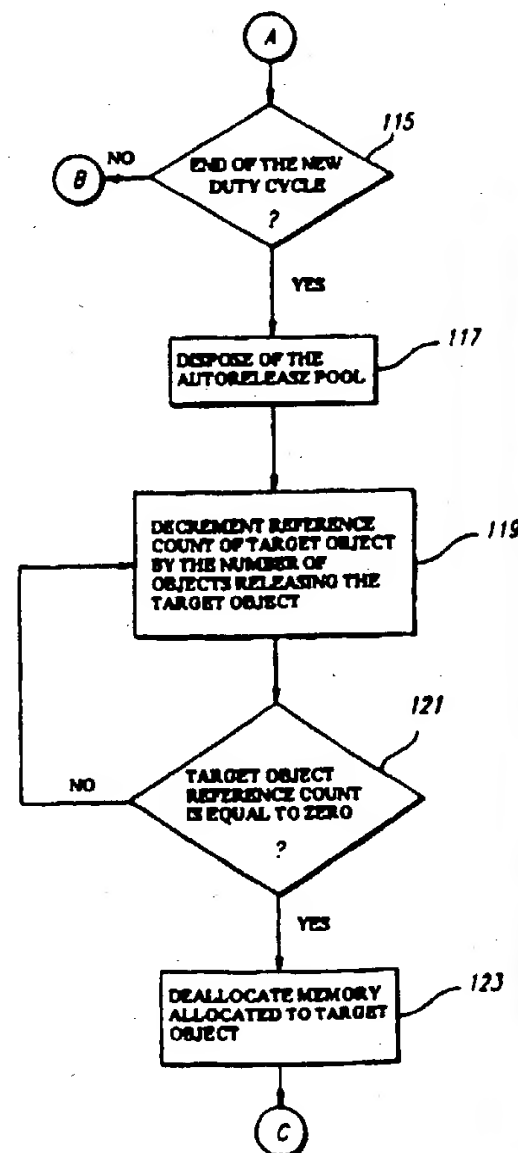 A
115
END OF THE NEW
DUTY CYCLE
?
NO
B
YES
117
DISPOSE OF THE
AUTORELEASE POOL
DECREMENT REFERENCE
COUNT OF TARGET OBJECT
BY THE NUMBER OF
OBJECTS RELEASING THE
TARGET OBJECT
119
121
TARGET OBJECT
REFERENCE COUNT
IS EQUAL TO ZERO
?
NO
YES
DEALLOCATE MEMORY
ALLOCATED TO TARGET
OBJECT
123
C